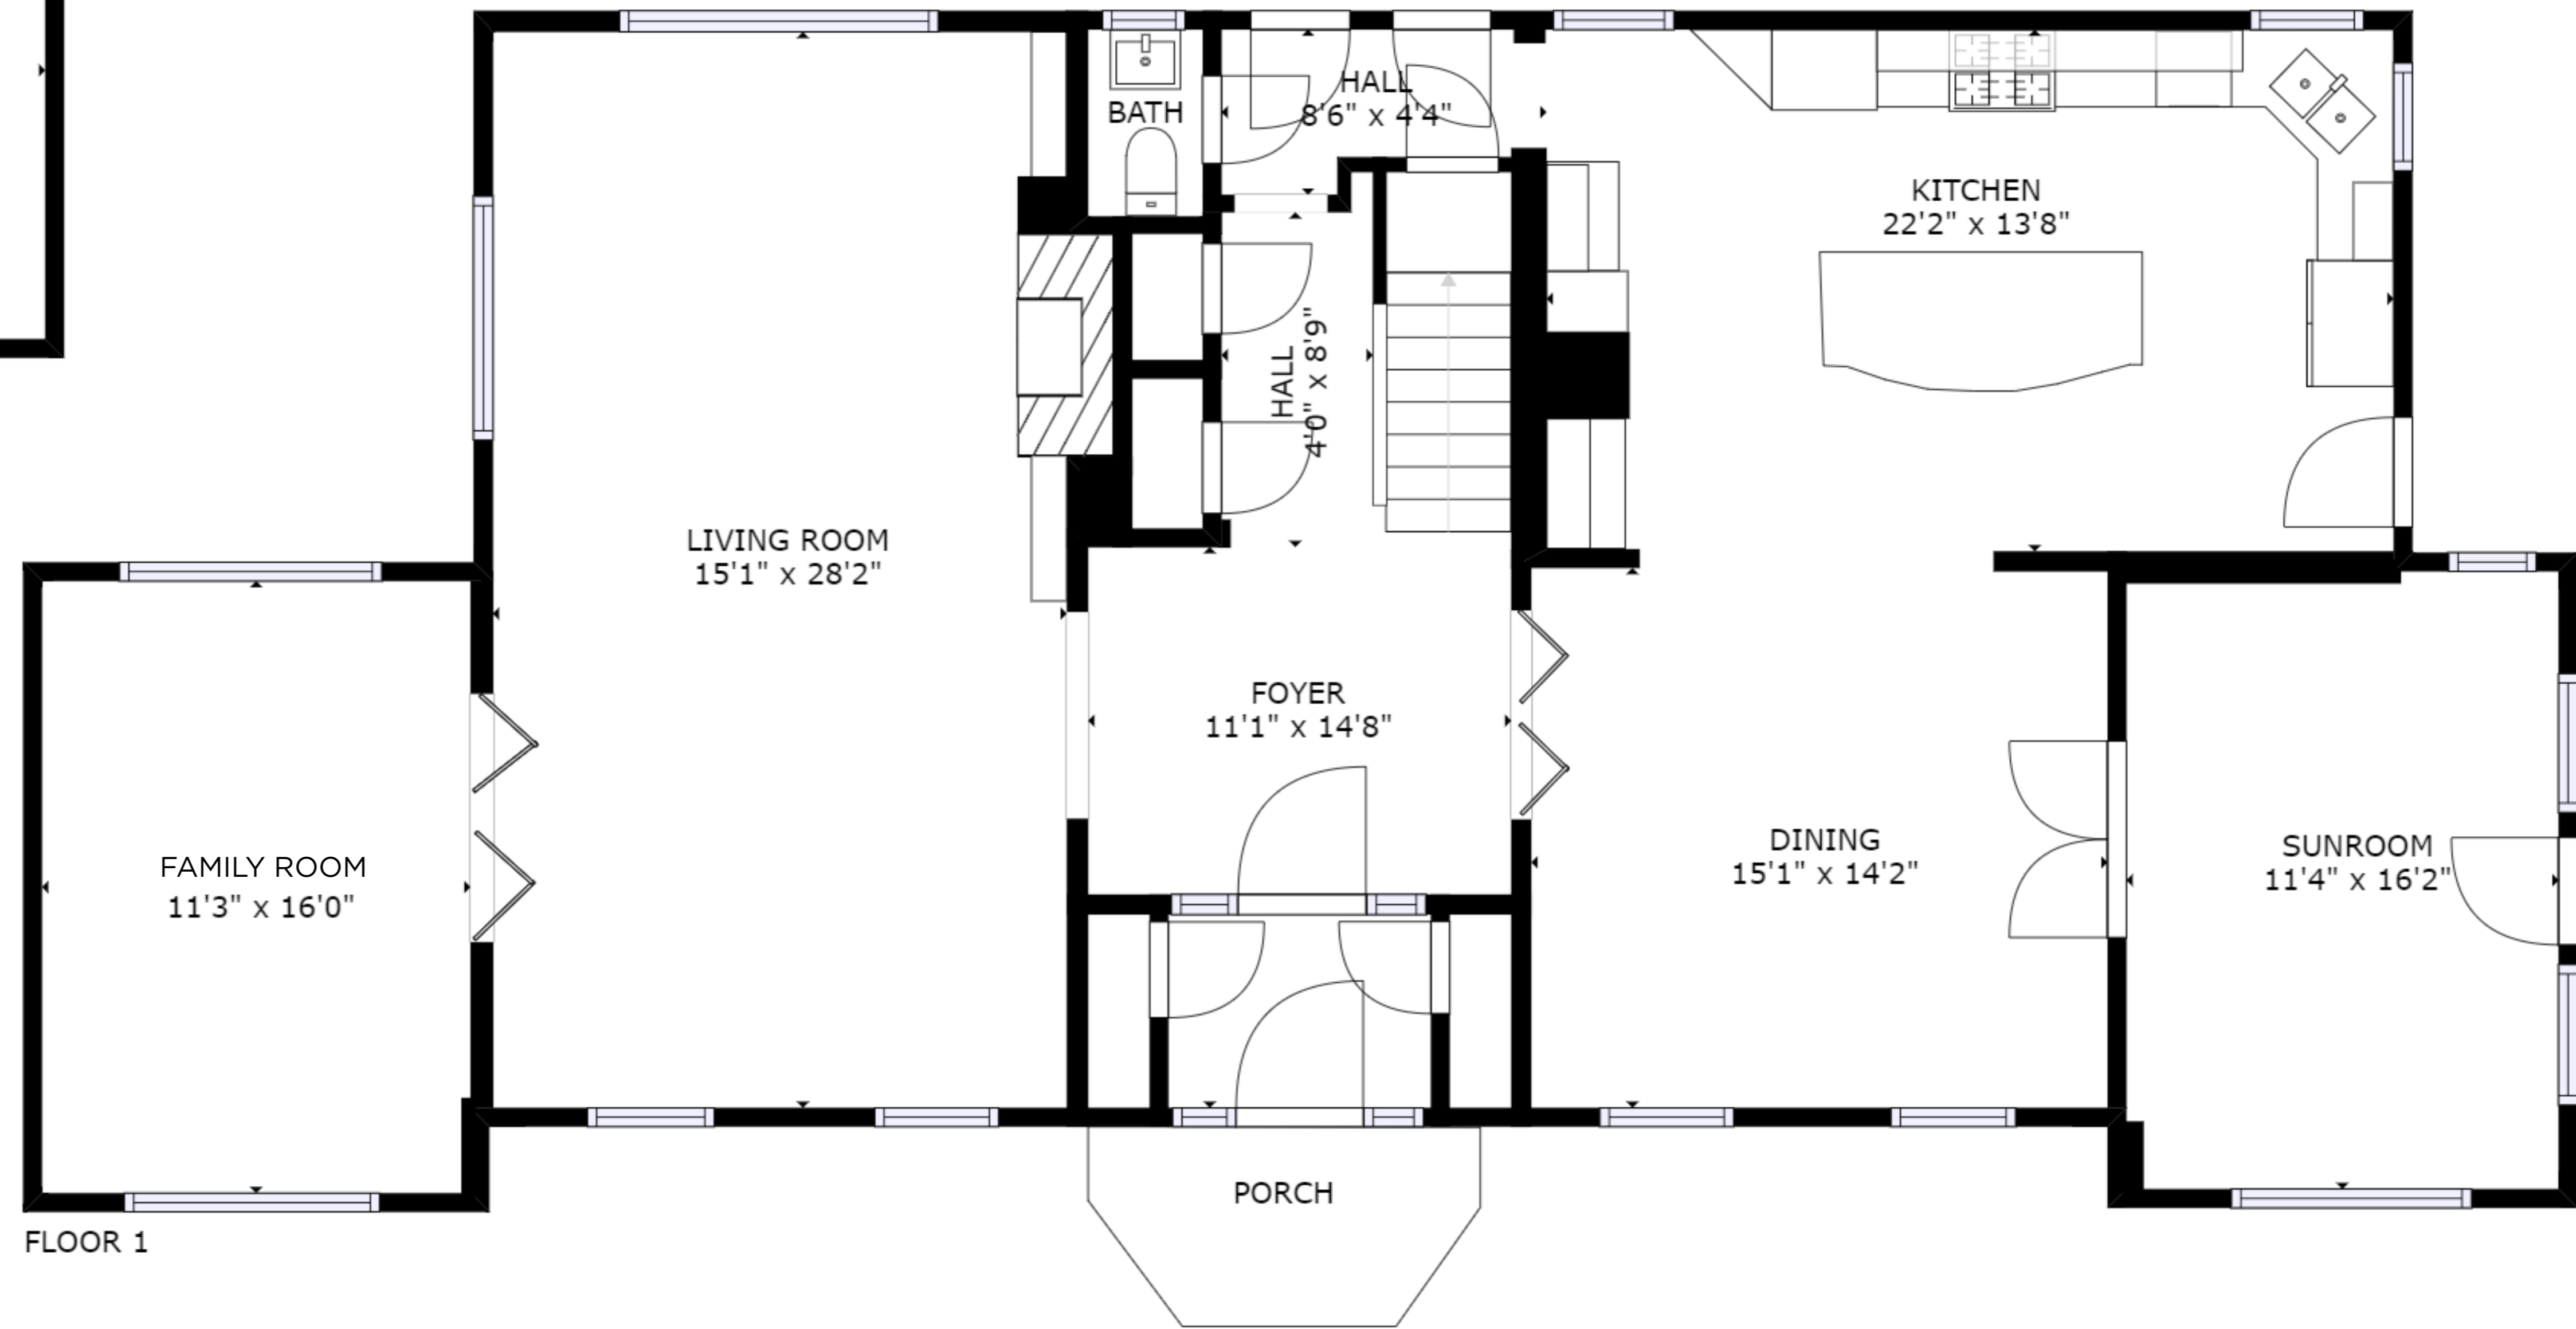 BATH
HALL
8'6" x 4'4"
KITCHEN
22'2" x 13'8"
HALL
4'0" x 8'9"
LIVING ROOM
15'1" x 28'2"
FOYER
11'1" x 14'8"
FAMILY ROOM
11'3" x 16'0"
DINING
15'1" x 14'2"
SUNROOM
11'4" x 16'2"
PORCH
FLOOR 1